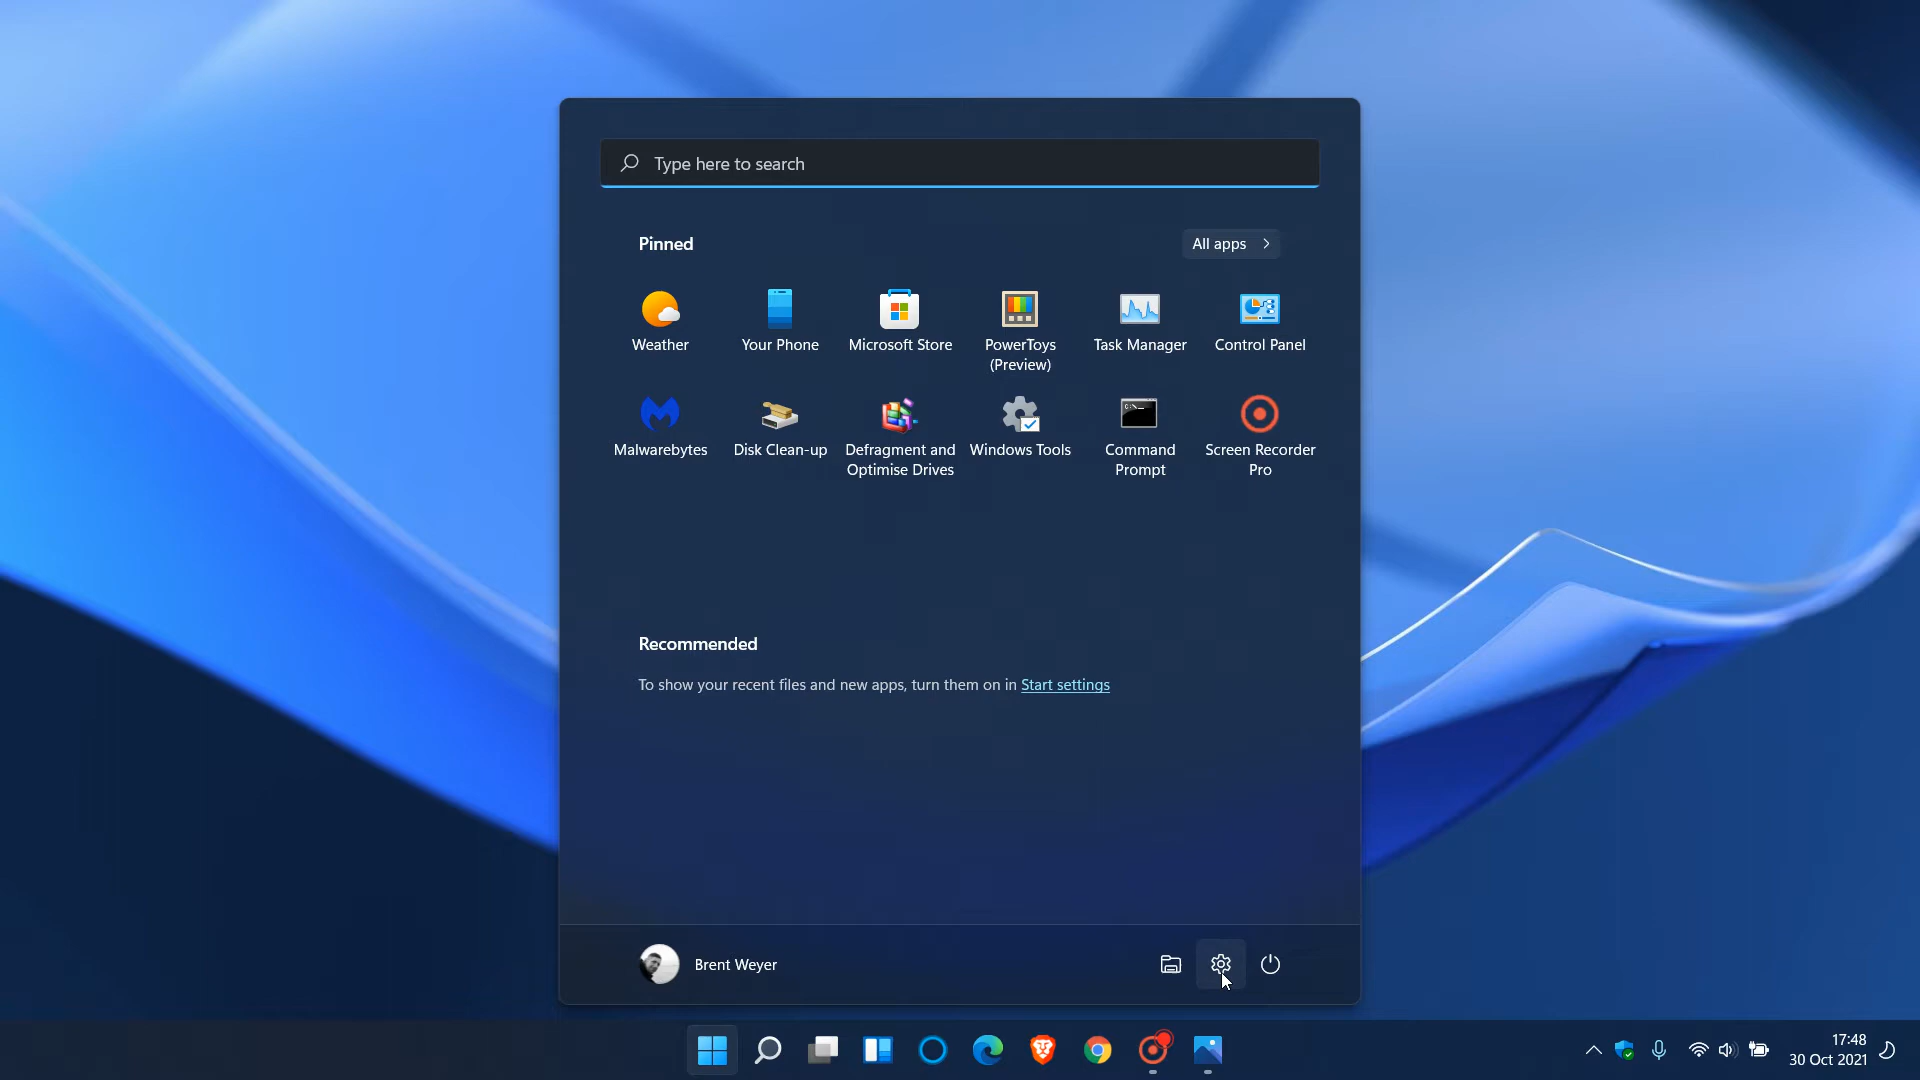 Type here to search
Pinned
All apps
Weather
Your Phone
Microsoft Store
PowerToys
(Preview)
Task Manager
Control Panel
Malwarebytes
Disk Clean-up
Defragment and
Optimise Drives
Windows Tools
Command
Prompt
Screen Recorder
Pro
Recommended
To show your recent files and new apps, turn them on in Start settings
Brent Weyer
17:48
30 Oct 2021